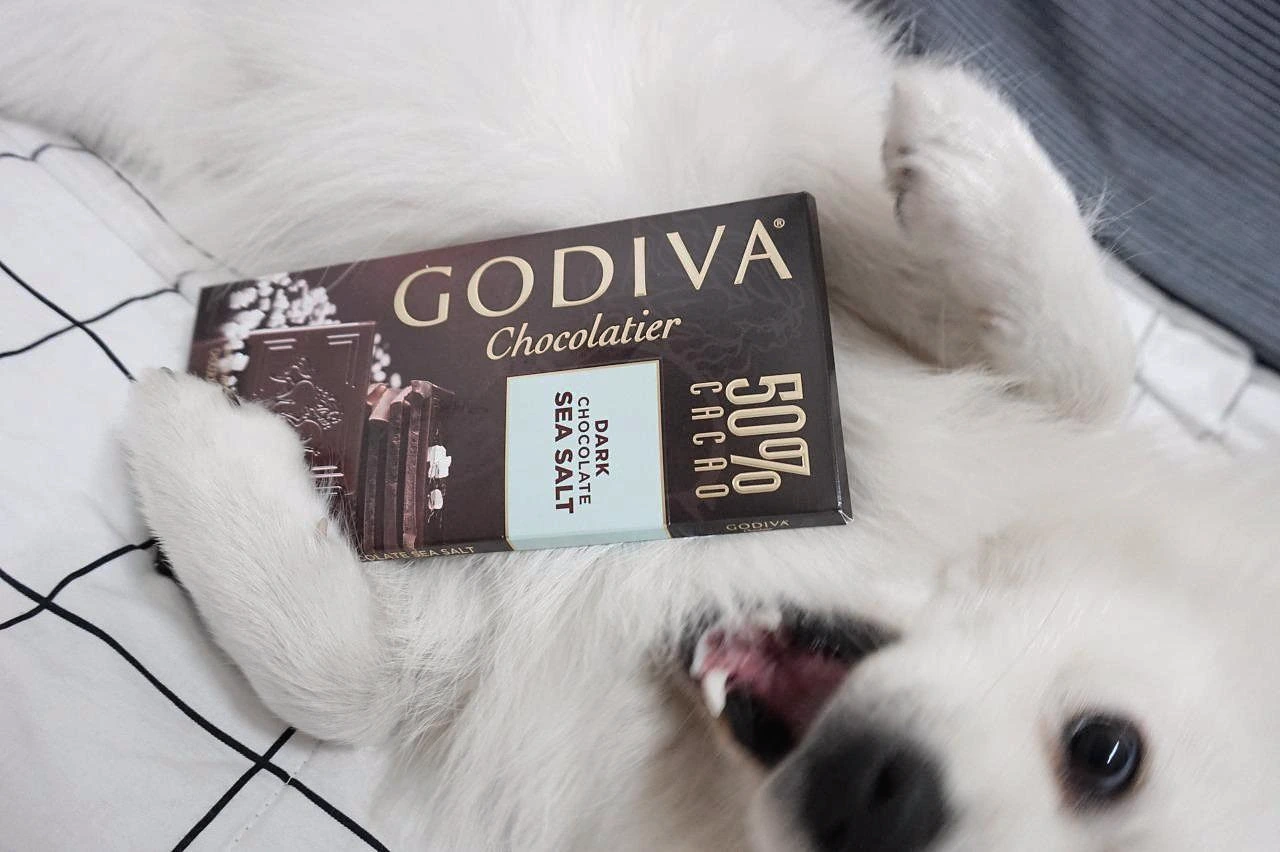 GODIVA®
Chocolatier
DARK
CHOCOLATE
SEA SALT
50%
CACAO
OLATE SEA SALT
GODIVA